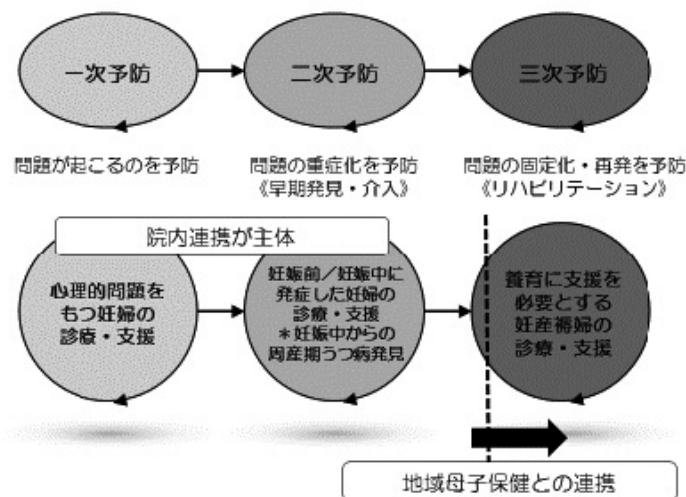 一次予防
二次予防
三次予防
問題が起こるのを予防
問題の重症化を予防
《早期発見・介入》
問題の固定化・再発を予防
《リハビリテーション》
院内連携が主体
心理的問題を
もつ妊婦の
診療・支援
妊娠前／妊娠中に
発症した妊婦の
診療・支援
＊妊娠中からの
周産期うつ病発見
養育に支援を
必要とする
妊産褥婦の
診療・支援
地域母子保健との連携